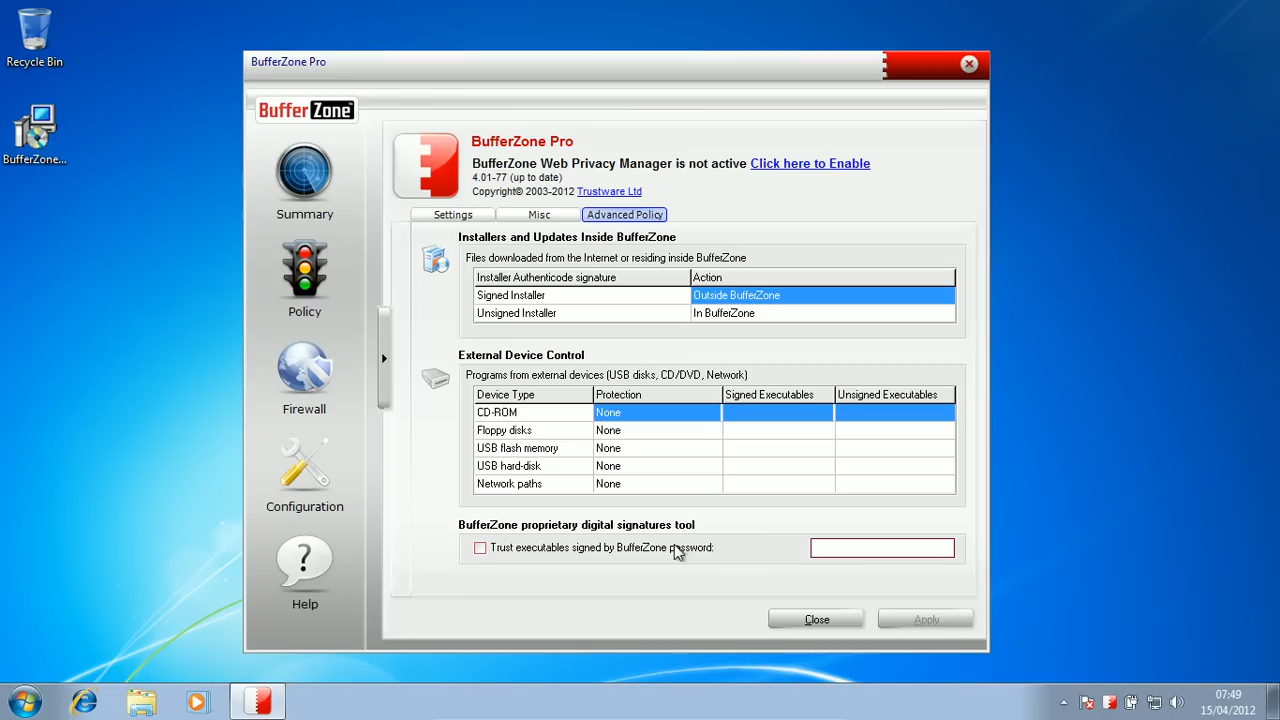 Recycle Bin
BufferZone...
BufferZone Pro
Buffer Zone™
Summary
Policy
Firewall
Configuration
?
Help
BufferZone Pro
BufferZone Web Privacy Manager is not active Click here to Enable
4.01-77 (up to date)
Copyright© 2003-2012 Trustware Ltd
Settings Misc Advanced Policy
Installers and Updates Inside BufferZone
Files downloaded from the Internet or residing inside BufferZone
Installer Authenticode signature Action
Signed Installer Outside BufferZone
Unsigned Installer In BufferZone
External Device Control
Programs from external devices (USB disks, CD/DVD, Network)
Device Type Protection Signed Executables Unsigned Executables
CD-ROM None
Floppy disks None
USB flash memory None
USB hard-disk None
Network paths None
BufferZone proprietary digital signatures tool
Trust executables signed by BufferZone password:
Close Apply
07:49
15/04/2012